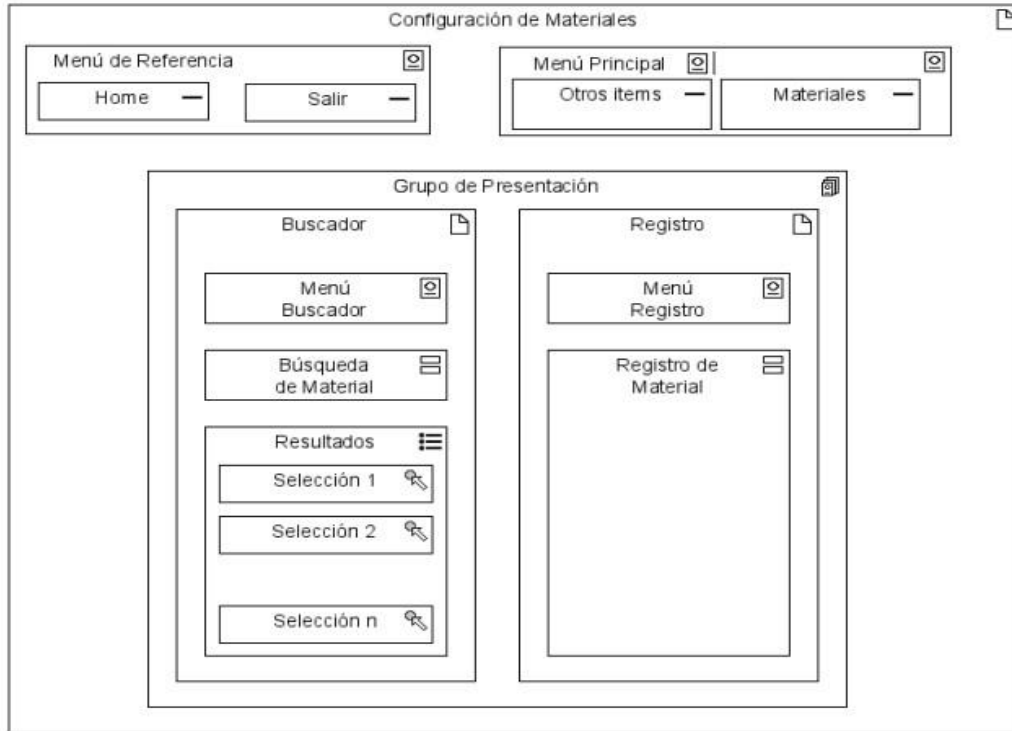 Configuración de Materiales
Menú de Referencia
Home
Salir
Menú Principal
Otros items
Materiales
Grupo de Presentación
Buscador
Menú
Buscador
Búsqueda
de Material
Resultados
Selección 1
Selección 2
Selección n
Registro
Menú
Registro
Registro de
Material